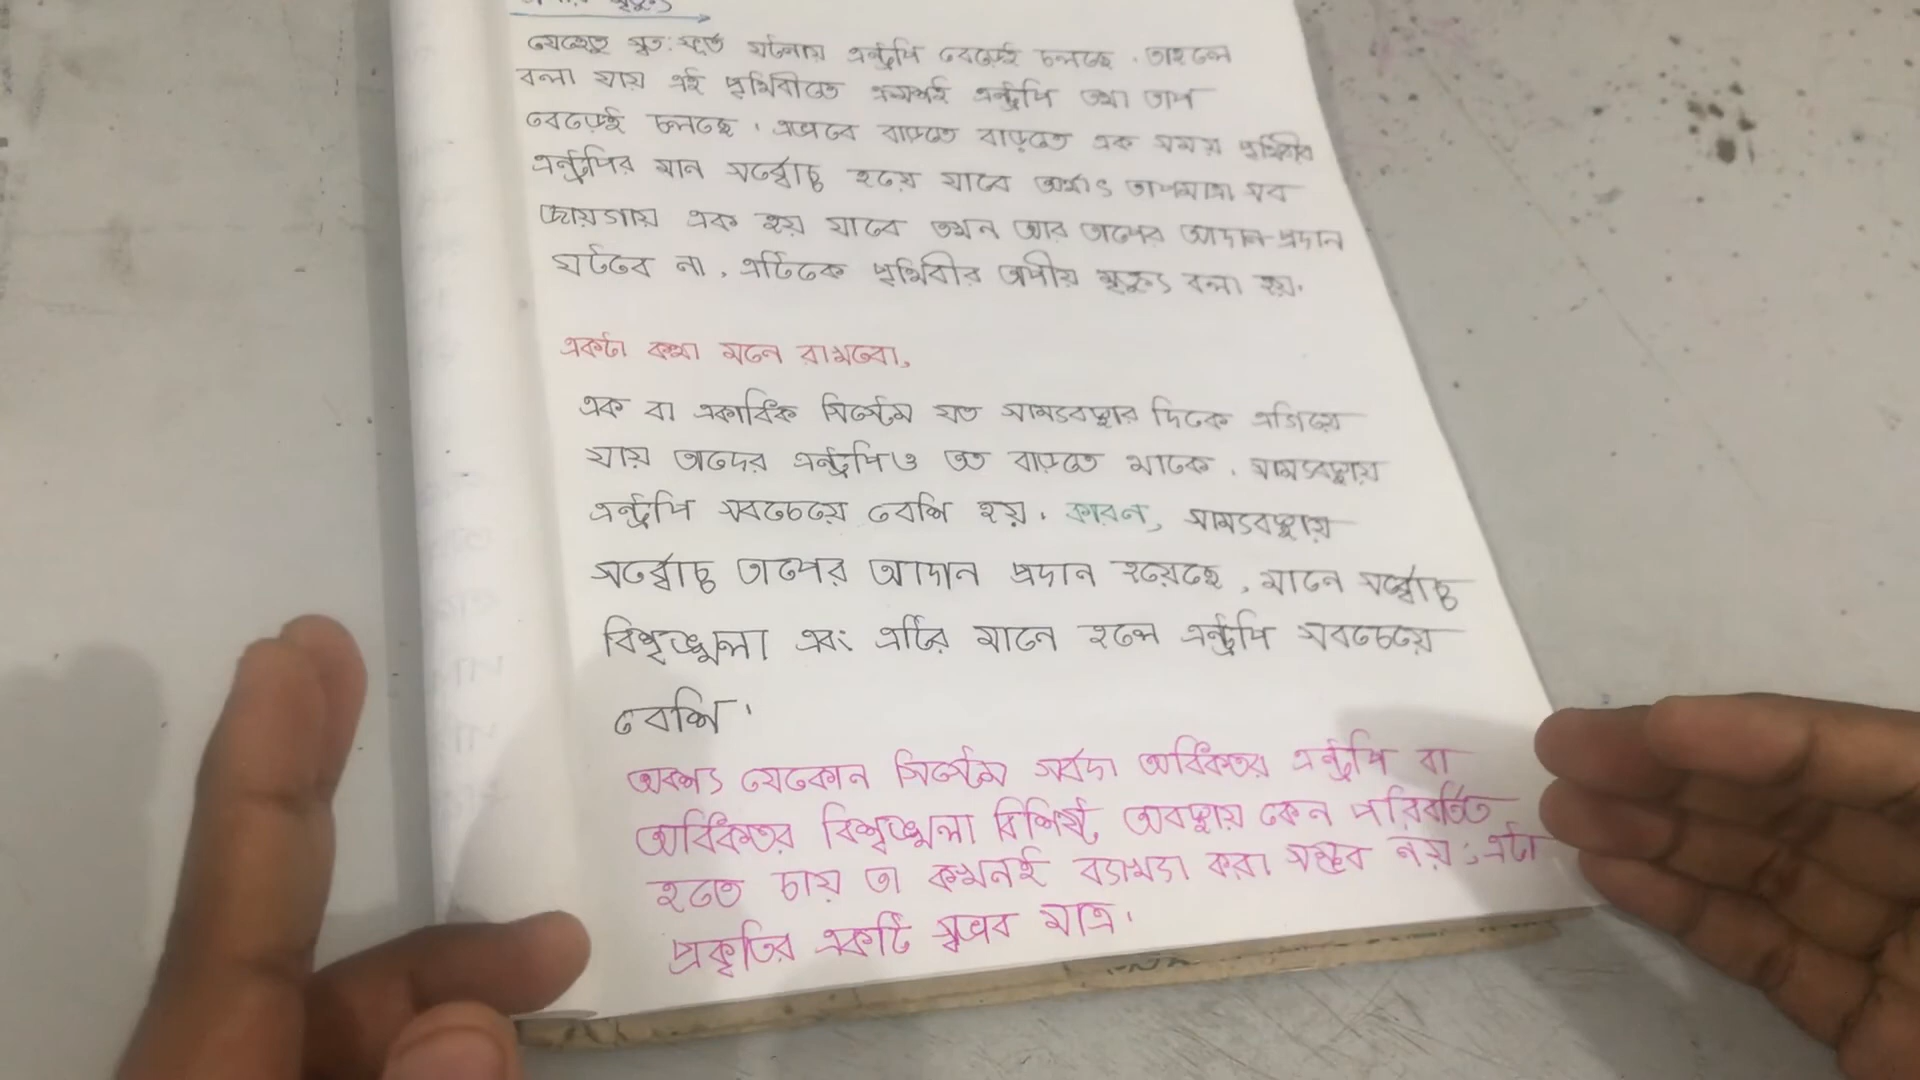 মৃত্যু
যেহেতু স্বতঃস্ফূর্ত ঘটনায় এন্ট্রপি বেড়েই চলছে। তাহলে
বলা যায় এই পৃথিবীতে ক্রমশই এন্ট্রপি তথা তাপ
বেড়েই চলছে। এভাবে বাড়তে বাড়তে এক সময় পৃথিবীর
এন্ট্রপির মান সর্বোচ্চ হয়ে যাবে অর্থাৎ তাপমাত্রা সব
জায়গায় এক হয় যাবে তখন আর তাপের আদান-প্রদান
ঘটবে না, এটিকে পৃথিবীর তাপীয় মৃত্যু বলা হয়।
একটা কথা মনে রাখবো,
এক বা একাধিক সিস্টেম যত সাম্যবস্থার দিকে এগিয়ে
যায় তাদের এন্ট্রপিও তত বাড়তে থাকে। সাম্যবস্থায়
এন্ট্রপি সবচেয়ে বেশি হয়। কারন, সাম্যবস্থায়
সর্বোচ্চ তাপের আদান প্রদান হয়েছে, মানে সর্বোচ্চ
বিশৃঙ্খলা এবং এটির মানে হলে এন্ট্রপি সবচেয়ে
বেশি।
অবশ্য যেকোন সিস্টেম সর্বদা অধিকতর এন্ট্রপি বা
অধিকতর বিশৃঙ্খলা বিশিষ্ট অবস্থায় কেন পরিবর্তিত
হতে চায় তা কখনই ব্যাখ্যা করা সম্ভব নয়; এটা
প্রকৃতির একটি স্বভাব মাত্র।